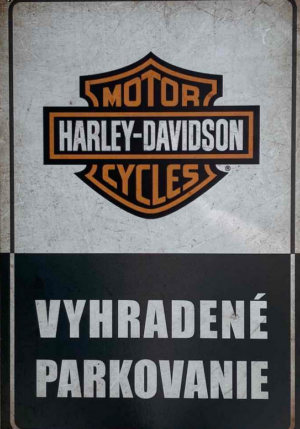 MOTOR
HARLEY-DAVIDSON
CYCLES
®
VYHRADENÉ
PARKOVANIE